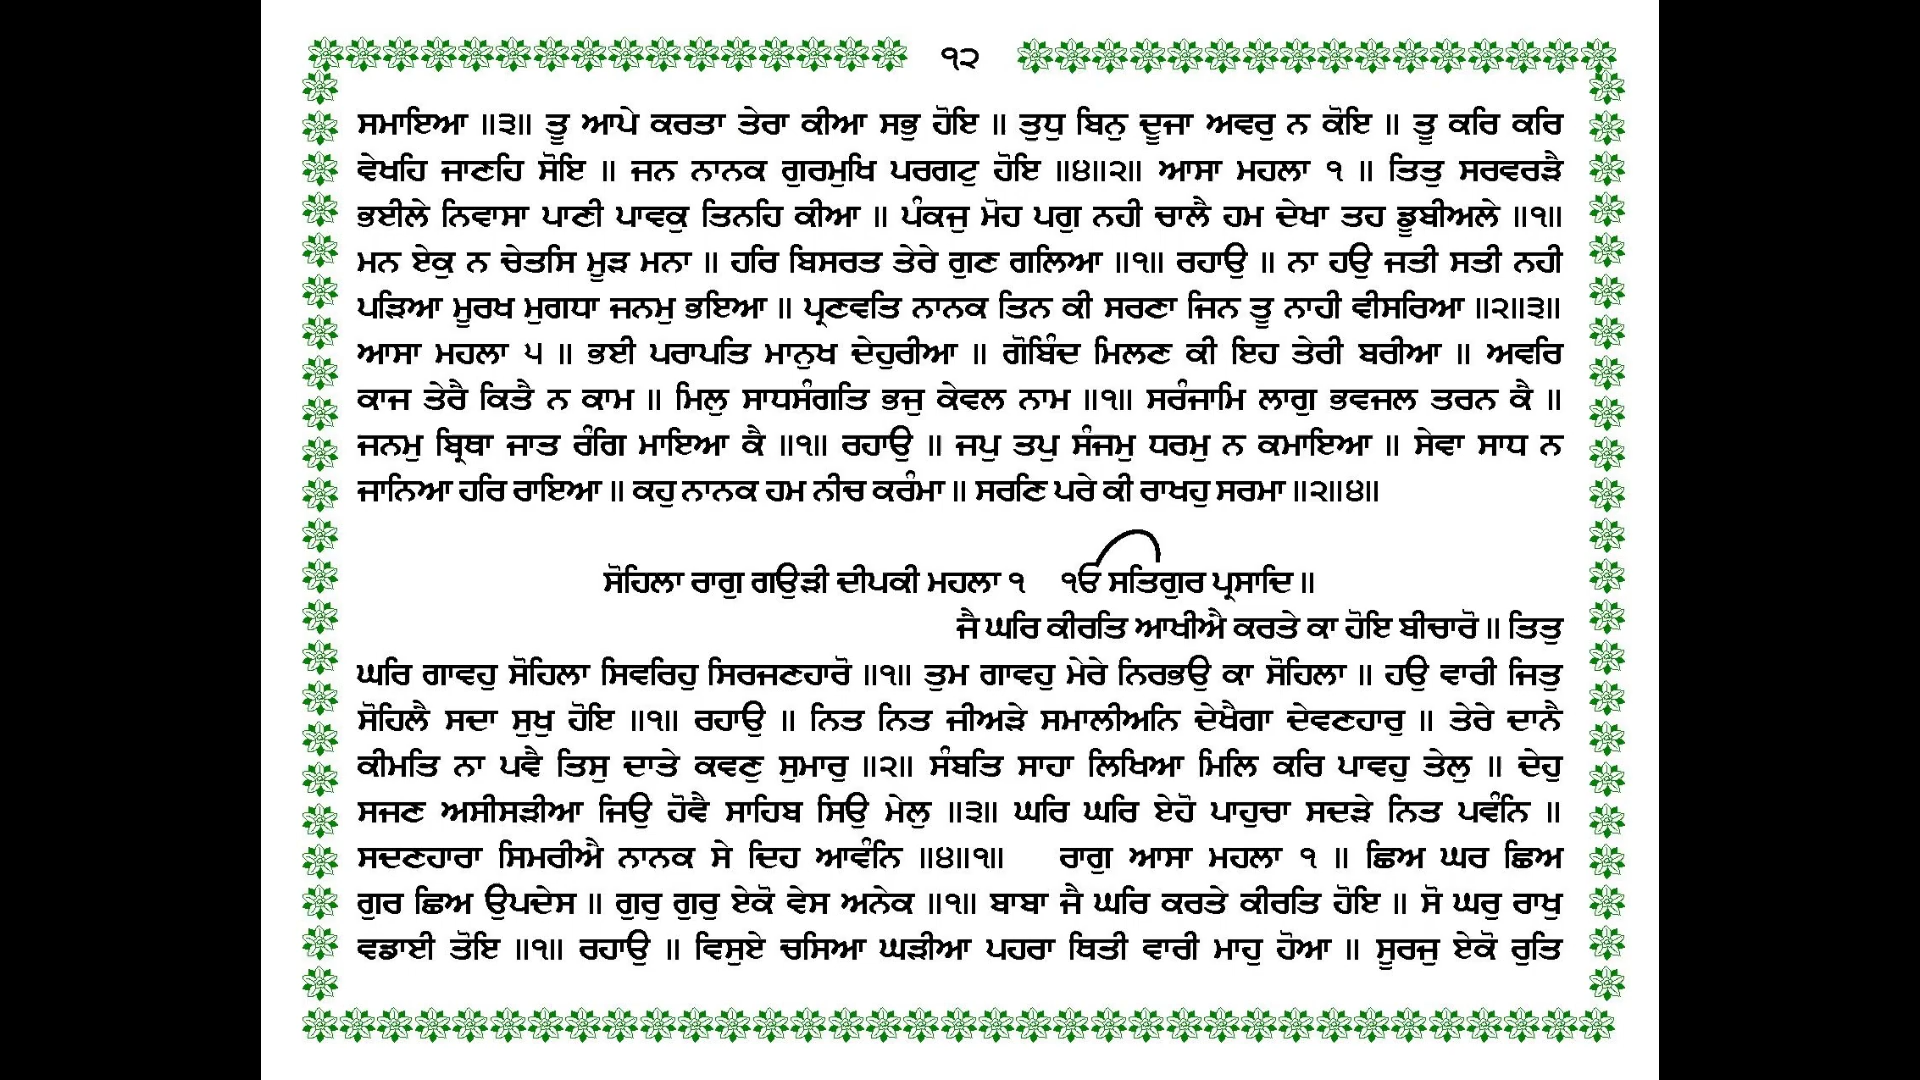 ੧੨
ਸਮਾਇਆ ॥੩॥ ਤੂ ਆਪੇ ਕਰਤਾ ਤੇਰਾ ਕੀਆ ਸਭੁ ਹੋਇ ॥ ਤੁਧੁ ਬਿਨੁ ਦੂਜਾ ਅਵਰੁ ਨ ਕੋਇ ॥ ਤੂ ਕਰਿ ਕਰਿ
ਵੇਖਹਿ ਜਾਣਹਿ ਸੋਇ ॥ ਜਨ ਨਾਨਕ ਗੁਰਮੁਖਿ ਪਰਗਟੁ ਹੋਇ ॥੪॥੨॥ ਆਸਾ ਮਹਲਾ ੧ ॥ ਤਿਤੁ ਸਰਵਰੜੈ
ਭਈਲੇ ਨਿਵਾਸਾ ਪਾਣੀ ਪਾਵਕੁ ਤਿਨਹਿ ਕੀਆ ॥ ਪੰਕਜੁ ਮੋਹ ਪਗੁ ਨਹੀ ਚਾਲੈ ਹਮ ਦੇਖਾ ਤਹ ਡੂਬੀਅਲੇ ॥੧॥
ਮਨ ਏਕੁ ਨ ਚੇਤਸਿ ਮੂੜ ਮਨਾ ॥ ਹਰਿ ਬਿਸਰਤ ਤੇਰੇ ਗੁਣ ਗਲਿਆ ॥੧॥ ਰਹਾਉ ॥ ਨਾ ਹਉ ਜਤੀ ਸਤੀ ਨਹੀ
ਪੜਿਆ ਮੂਰਖ ਮੁਗਧਾ ਜਨਮੁ ਭਇਆ ॥ ਪ੍ਰਣਵਤਿ ਨਾਨਕ ਤਿਨ ਕੀ ਸਰਣਾ ਜਿਨ ਤੂ ਨਾਹੀ ਵੀਸਰਿਆ ॥੨॥੩॥
ਆਸਾ ਮਹਲਾ ੫ ॥ ਭਈ ਪਰਾਪਤਿ ਮਾਨੁਖ ਦੇਹੁਰੀਆ ॥ ਗੋਬਿੰਦ ਮਿਲਣ ਕੀ ਇਹ ਤੇਰੀ ਬਰੀਆ ॥ ਅਵਰਿ
ਕਾਜ ਤੇਰੈ ਕਿਤੈ ਨ ਕਾਮ ॥ ਮਿਲੁ ਸਾਧਸੰਗਤਿ ਭਜੁ ਕੇਵਲ ਨਾਮ ॥੧॥ ਸਰੰਜਾਮਿ ਲਾਗੁ ਭਵਜਲ ਤਰਨ ਕੈ ॥
ਜਨਮੁ ਬ੍ਰਿਥਾ ਜਾਤ ਰੰਗਿ ਮਾਇਆ ਕੈ ॥੧॥ ਰਹਾਉ ॥ ਜਪੁ ਤਪੁ ਸੰਜਮੁ ਧਰਮੁ ਨ ਕਮਾਇਆ ॥ ਸੇਵਾ ਸਾਧ ਨ
ਜਾਨਿਆ ਹਰਿ ਰਾਇਆ ॥ ਕਹੁ ਨਾਨਕ ਹਮ ਨੀਚ ਕਰੰਮਾ ॥ ਸਰਣਿ ਪਰੇ ਕੀ ਰਾਖਹੁ ਸਰਮਾ ॥੨॥੪॥
ਸੋਹਿਲਾ ਰਾਗੁ ਗਉੜੀ ਦੀਪਕੀ ਮਹਲਾ ੧ ੴ ਸਤਿਗੁਰ ਪ੍ਰਸਾਦਿ ॥
ਜੈ ਘਰਿ ਕੀਰਤਿ ਆਖੀਐ ਕਰਤੇ ਕਾ ਹੋਇ ਬੀਚਾਰੋ ॥ ਤਿਤੁ
ਘਰਿ ਗਾਵਹੁ ਸੋਹਿਲਾ ਸਿਵਰਿਹੁ ਸਿਰਜਣਹਾਰੋ ॥੧॥ ਤੁਮ ਗਾਵਹੁ ਮੇਰੇ ਨਿਰਭਉ ਕਾ ਸੋਹਿਲਾ ॥ ਹਉ ਵਾਰੀ ਜਿਤੁ
ਸੋਹਿਲੈ ਸਦਾ ਸੁਖੁ ਹੋਇ ॥੧॥ ਰਹਾਉ ॥ ਨਿਤ ਨਿਤ ਜੀਅੜੇ ਸਮਾਲੀਅਨਿ ਦੇਖੈਗਾ ਦੇਵਣਹਾਰੁ ॥ ਤੇਰੇ ਦਾਨੈ
ਕੀਮਤਿ ਨਾ ਪਵੈ ਤਿਸੁ ਦਾਤੇ ਕਵਣੁ ਸੁਮਾਰੁ ॥੨॥ ਸੰਬਤਿ ਸਾਹਾ ਲਿਖਿਆ ਮਿਲਿ ਕਰਿ ਪਾਵਹੁ ਤੇਲੁ ॥ ਦੇਹੁ
ਸਜਣ ਅਸੀਸੜੀਆ ਜਿਉ ਹੋਵੈ ਸਾਹਿਬ ਸਿਉ ਮੇਲੁ ॥੩॥ ਘਰਿ ਘਰਿ ਏਹੋ ਪਾਹੁਚਾ ਸਦੜੇ ਨਿਤ ਪਵੰਨਿ ॥
ਸਦਣਹਾਰਾ ਸਿਮਰੀਐ ਨਾਨਕ ਸੇ ਦਿਹ ਆਵੰਨਿ ॥੪॥੧॥ ਰਾਗੁ ਆਸਾ ਮਹਲਾ ੧ ॥ ਛਿਅ ਘਰ ਛਿਅ
ਗੁਰ ਛਿਅ ਉਪਦੇਸ ॥ ਗੁਰੁ ਗੁਰੁ ਏਕੋ ਵੇਸ ਅਨੇਕ ॥੧॥ ਬਾਬਾ ਜੈ ਘਰਿ ਕਰਤੇ ਕੀਰਤਿ ਹੋਇ ॥ ਸੋ ਘਰੁ ਰਾਖੁ
ਵਡਾਈ ਤੋਇ ॥੧॥ ਰਹਾਉ ॥ ਵਿਸੁਏ ਚਸਿਆ ਘੜੀਆ ਪਹਰਾ ਥਿਤੀ ਵਾਰੀ ਮਾਹੁ ਹੋਆ ॥ ਸੂਰਜੁ ਏਕੋ ਰੁਤਿ